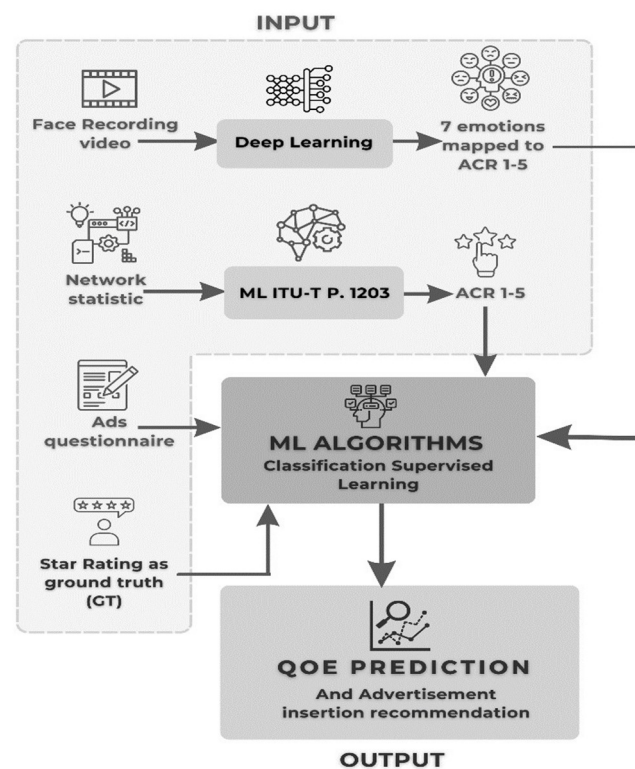 INPUT
Face Recording
video
Deep Learning
7 emotions
mapped to
ACR 1-5
Network
statistic
ML ITU-T P. 1203
ACR 1-5
Ads
questionnaire
ML ALGORITHMS
Classification Supervised
Learning
Star Rating as
ground truth
(GT)
QOE PREDICTION
And Advertisement
insertion recommendation
OUTPUT